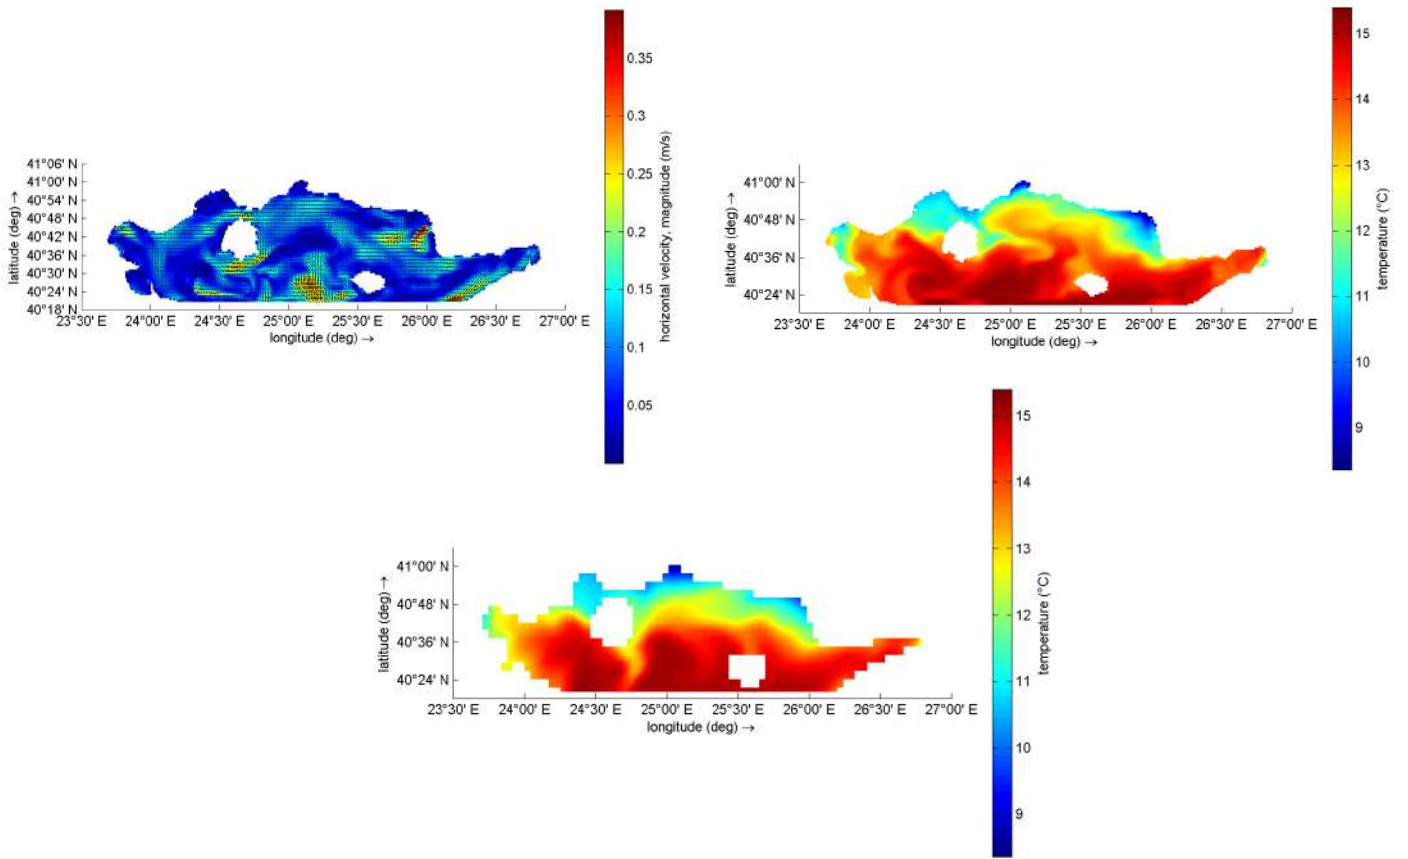 0.35
0.3
0.25
0.2
0.15
0.1
0.05
horizontal velocity, magnitude (m/s)
41°06' N
41°00' N
40°54' N
40°48' N
40°42' N
40°36' N
40°30' N
40°24' N
40°18' N
latitude (deg) →
23°30' E 24°00' E 24°30' E 25°00' E 25°30' E 26°00' E 26°30' E 27°00' E
longitude (deg) →
15
14
13
12
11
10
9
temperature (°C)
41°00' N
40°48' N
40°36' N
40°24' N
latitude (deg) →
23°30' E 24°00' E 24°30' E 25°00' E 25°30' E 26°00' E 26°30' E 27°00' E
longitude (deg) →
15
14
13
12
11
10
9
temperature (°C)
41°00' N
40°48' N
40°36' N
40°24' N
latitude (deg) →
23°30' E 24°00' E 24°30' E 25°00' E 25°30' E 26°00' E 26°30' E 27°00' E
longitude (deg) →